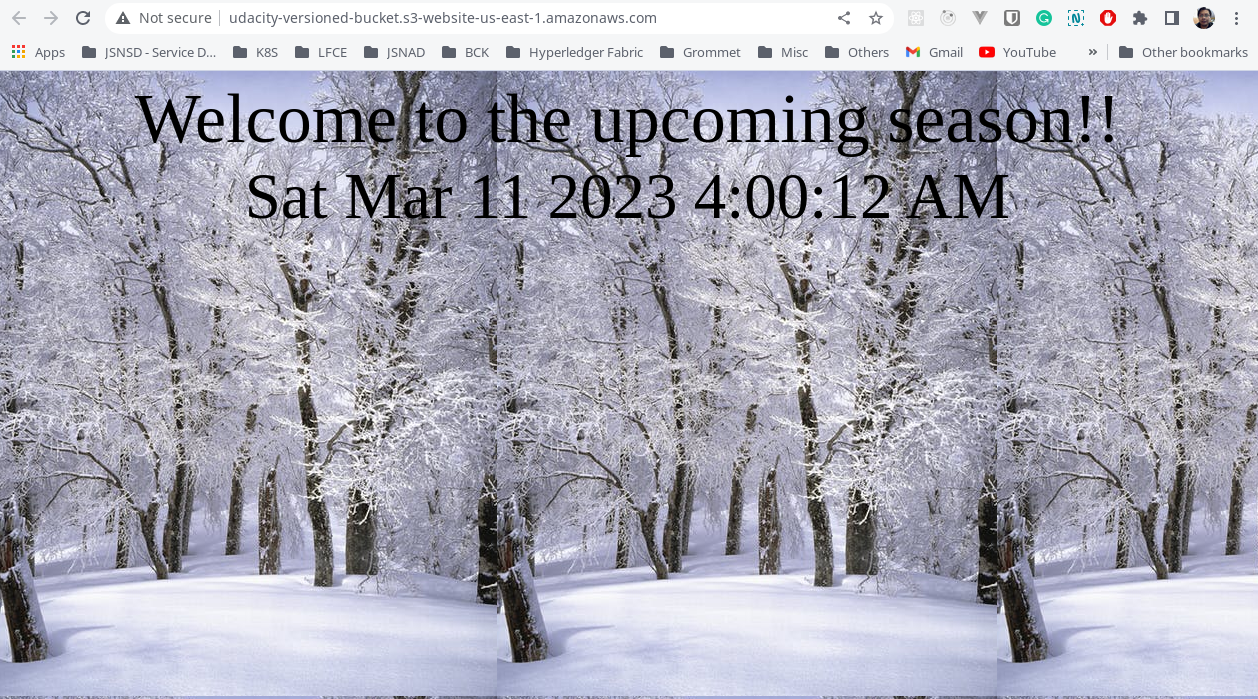 Not secure udacity-versioned-bucket.s3-website-us-east-1.amazonaws.com
Apps JSNSD - Service D... K8S LFCE JSNAD BCK Hyperledger Fabric Grommet Misc Others Gmail YouTube » Other bookmarks
Welcome to the upcoming season!!
Sat Mar 11 2023 4:00:12 AM